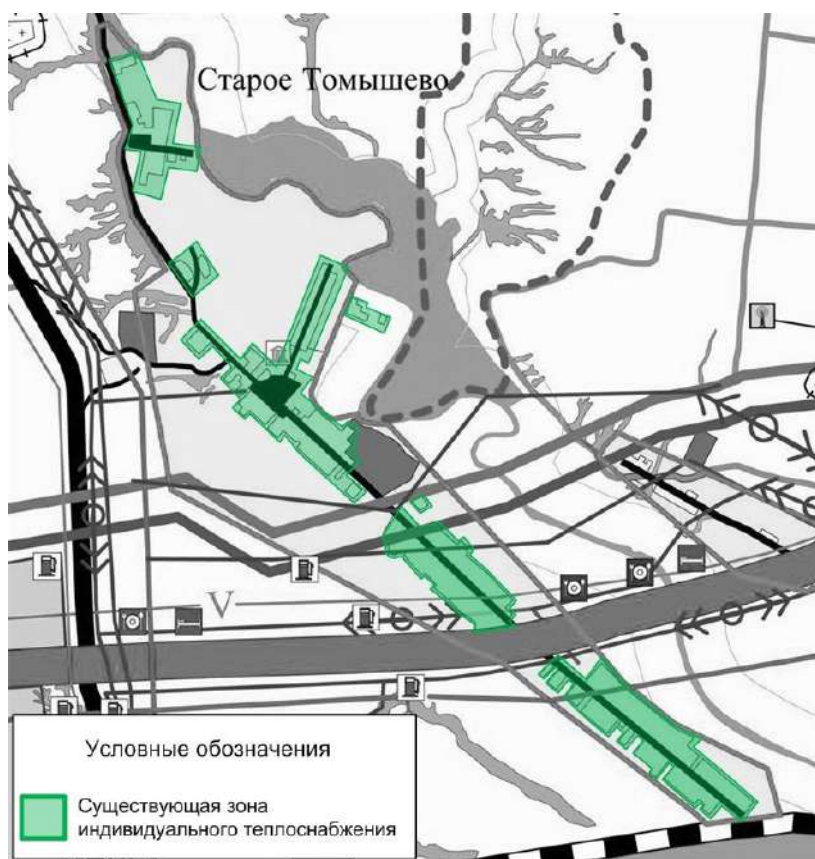 Старое Томышево
V
Условные обозначения
Существующая зона
индивидуального теплоснабжения